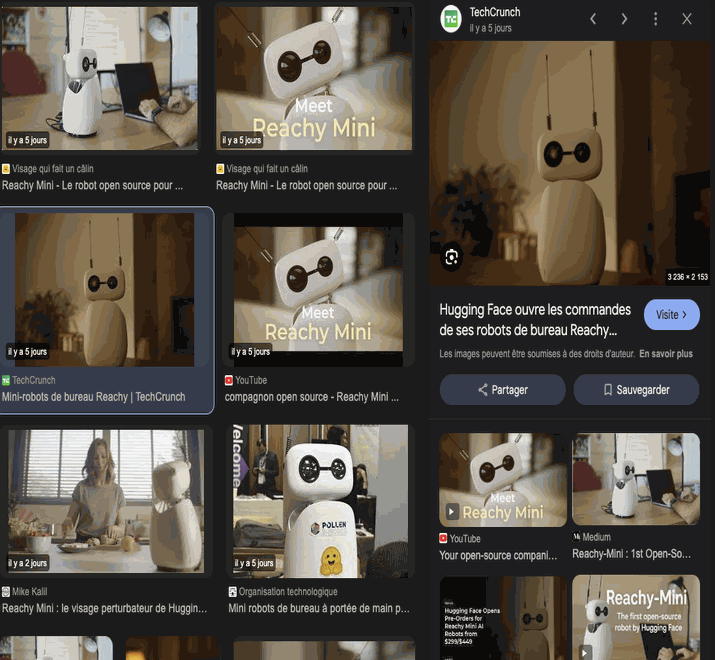 Meet
Reachy Mini
il y a 5 jours
il y a 5 jours
Visage qui fait un câlin
Reachy Mini - Le robot open source pour ...
Visage qui fait un câlin
Reachy Mini - Le robot open source pour ...
Meet
Reachy Mini
il y a 5 jours
il y a 5 jours
TechCrunch
Mini-robots de bureau Reachy | TechCrunch
YouTube
compagnon open source - Reachy Mini ...
elcome
POLLEN
il y a 2 jours
il y a 5 jours
Mike Kalil
Reachy Mini : le visage perturbateur de Huggin...
Organisation technologique
Mini robots de bureau à portée de main p...
TechCrunch
il y a 5 jours
3 236 × 2 153
Hugging Face ouvre les commandes
de ses robots de bureau Reachy...
Visite
Les images peuvent être soumises à des droits d'auteur. En savoir plus
Partager
Sauvegarder
Meet
Reachy Mini
YouTube
Your open-source compani...
Medium
Reachy-Mini : 1st Open-So...
Hugging Face Opens
Pre-Orders for
Reachy Mini AI
Robots from
$299/$449
Reachy-Mini
The first open-source
robot by Hugging Face